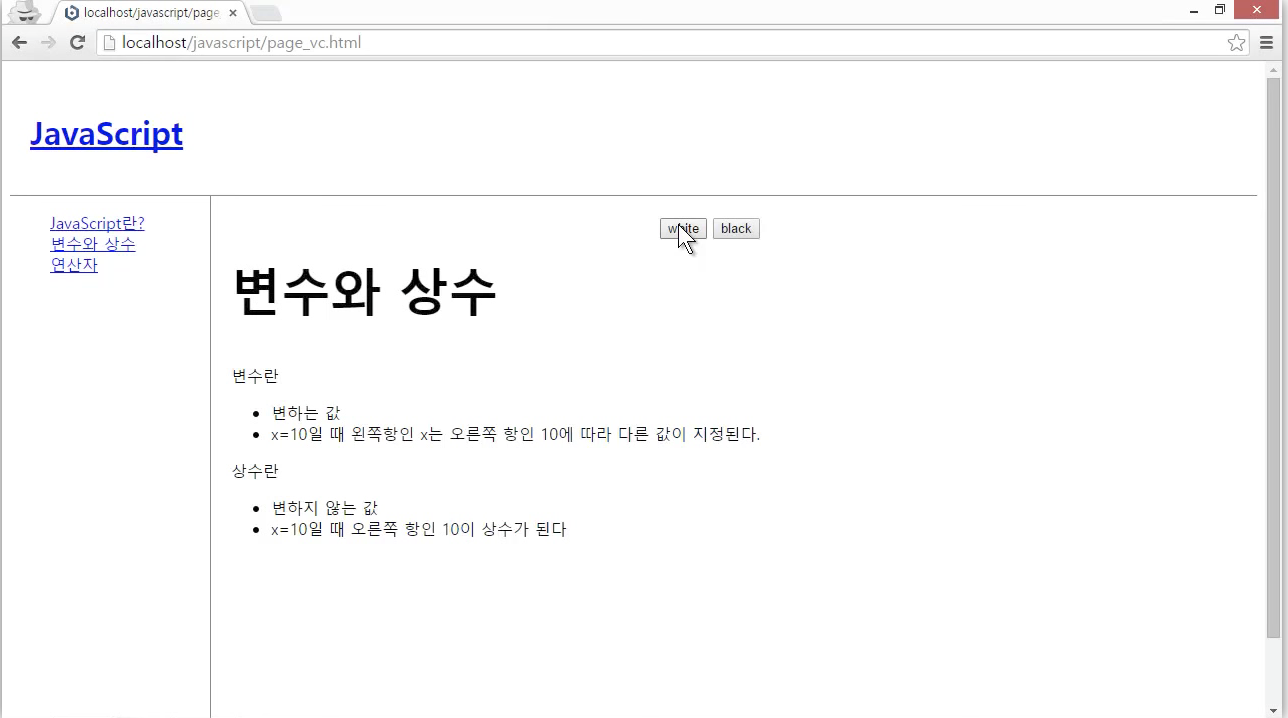 localhost/javascript/page_
localhost/javascript/page_vc.html
JavaScript
JavaScript란?
변수와 상수
연산자
white black
변수와 상수
변수란
변하는 값
x=10일 때 왼쪽항인 x는 오른쪽 항인 10에 따라 다른 값이 지정된다.
상수란
변하지 않는 값
x=10일 때 오른쪽 항인 10이 상수가 된다